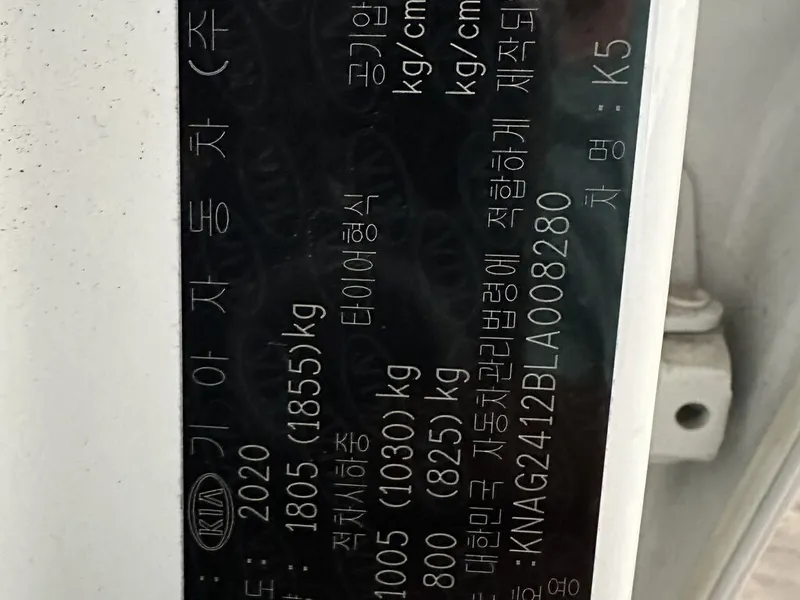 : KIA 기아자동차 (주
도: 2020
: 1805 (1855)kg
적차시하중 타이어형식 공기압
1005 (1030)kg kg/cm
800 (825)kg kg/cm
대한민국 자동차관리법령에 적합하게 제작되
호 :KNAG2412BLA008280
차 명 : K5